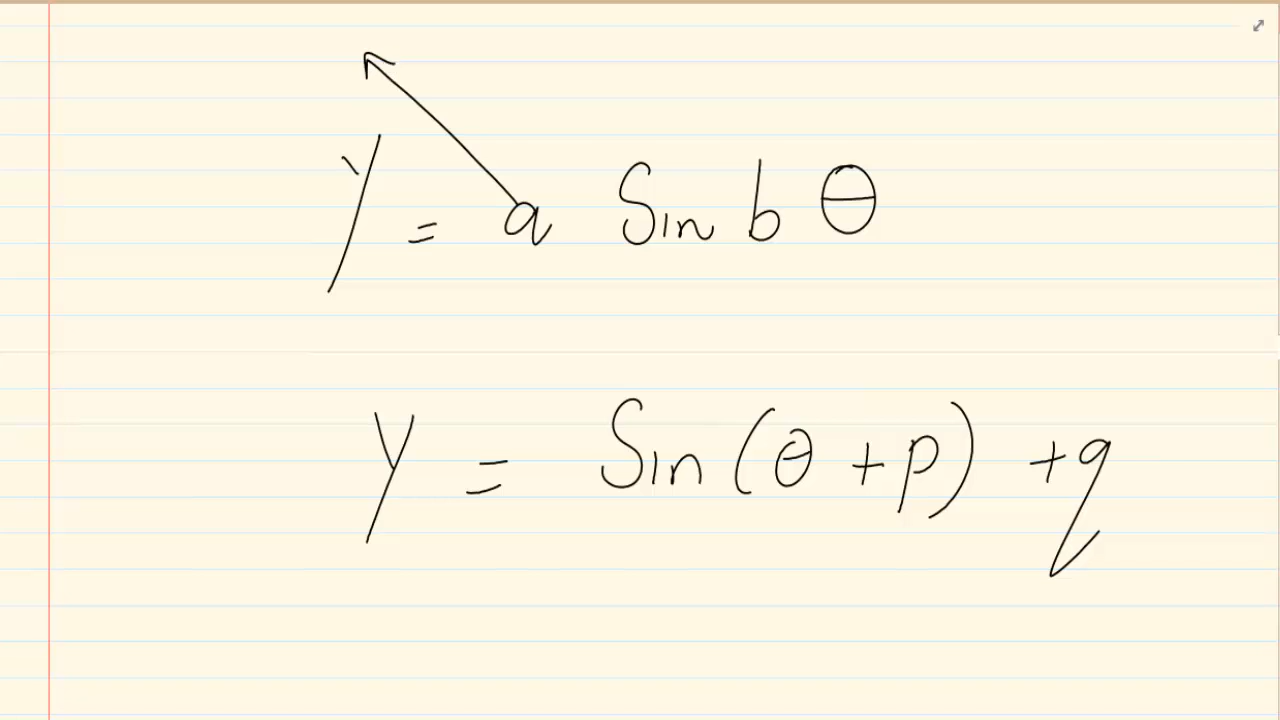 y = a Sin b θ
y = Sin (θ + p) + q